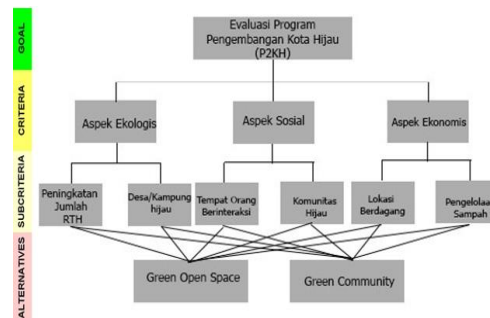 GOAL
Evaluasi Program
Pengembangan Kota Hijau
(P2KH)
CRITERIA
Aspek Ekologis
Aspek Sosial
Aspek Ekonomis
SUBCRITERIA
Peningkatan
Jumlah
RTH
Desa/Kampung
hijau
Tempat Orang
Berinteraksi
Komunitas
Hijau
Lokasi
Berdagang
Pengelolaa
Sampah
ALTERNATIVES
Green Open Space
Green Community